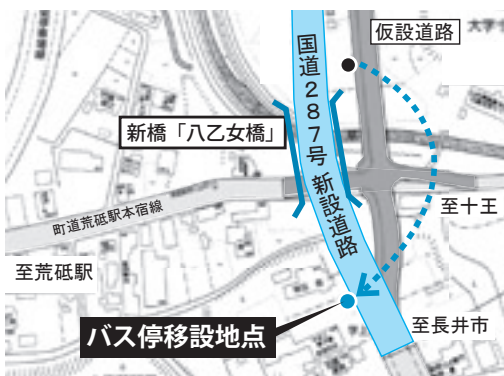 仮設道路
大字
国道287号 新設道路
新橋「八乙女橋」
町道荒砥駅本宿線
至十王
至荒砥駅
至長井市
バス停移設地点